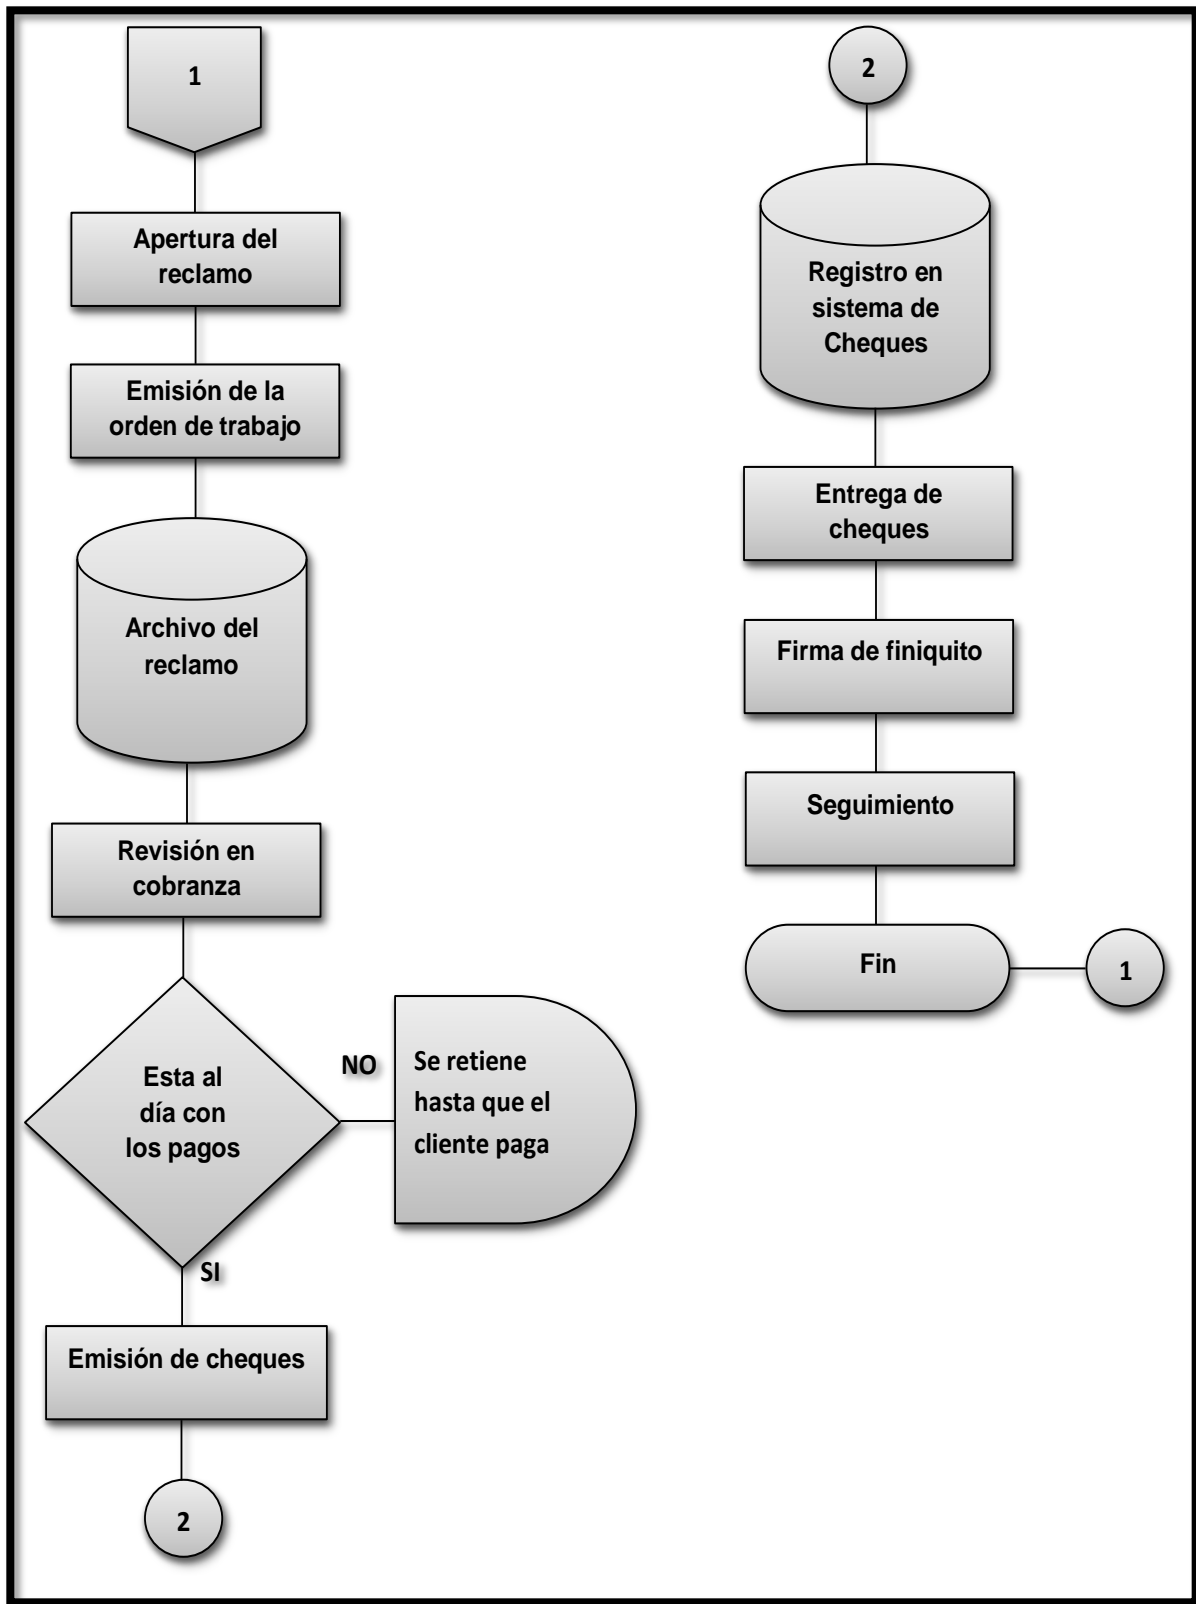 1
Apertura del
reclamo
Emisión de la
orden de trabajo
Archivo del
reclamo
Revisión en
cobranza
Esta al
día con
los pagos
NO
Se retiene
hasta que el
cliente paga
SI
Emisión de cheques
2
2
Registro en
sistema de
Cheques
Entrega de
cheques
Firma de finiquito
Seguimiento
Fin
1